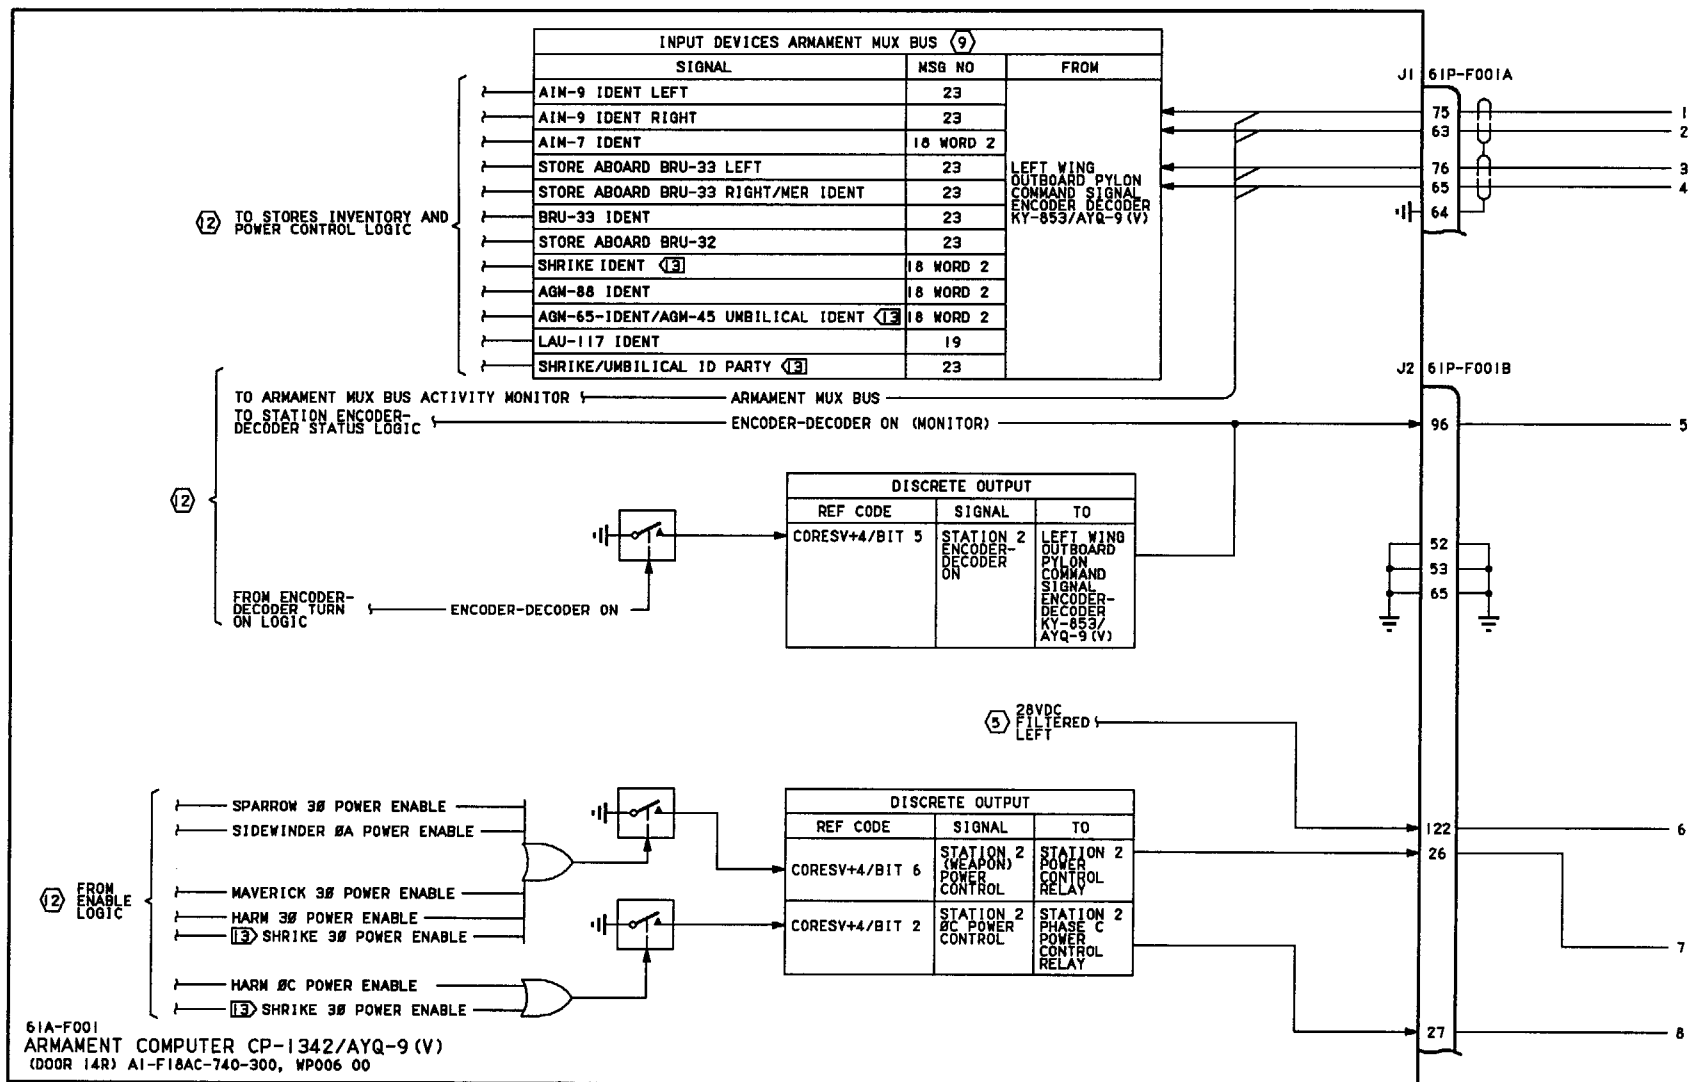 INPUT DEVICES ARMAMENT MUX BUS 9
SIGNAL MSG NO FROM
AIM-9 IDENT LEFT 23
AIM-9 IDENT RIGHT 23
AIM-7 IDENT 18 WORD 2
STORE ABOARD BRU-33 LEFT 23
STORE ABOARD BRU-33 RIGHT/MER IDENT 23
BRU-33 IDENT 23
STORE ABOARD BRU-32 23
SHRIKE IDENT 13 18 WORD 2
AGM-88 IDENT 18 WORD 2
AGM-65-IDENT/AGM-45 UMBILICAL IDENT 13 18 WORD 2
LAU-117 IDENT 19
SHRIKE/UMBILICAL ID PARTY 13 23
LEFT WING
OUTBOARD PYLON
COMMAND SIGNAL
ENCODER DECODER
KY-853/AYQ-9(V)
12 TO STORES INVENTORY AND
POWER CONTROL LOGIC
J1 61P-F001A
75 1
63 2
76 3
65 4
64
J2 61P-F001B
TO ARMAMENT MUX BUS ACTIVITY MONITOR ARMAMENT MUX BUS
TO STATION ENCODER-
DECODER STATUS LOGIC
ENCODER-DECODER ON (MONITOR)
96 5
12
DISCRETE OUTPUT
REF CODE SIGNAL TO
CORESV+4/BIT 5
STATION 2
ENCODER-
DECODER
ON
LEFT WING
OUTBOARD
PYLON
COMMAND
SIGNAL
ENCODER-
DECODER
KY-853/
AYQ-9(V)
52
53
65
FROM ENCODER-
DECODER TURN
ON LOGIC
ENCODER-DECODER ON
5 28VDC
FILTERED
LEFT
12 FROM
ENABLE
LOGIC
SPARROW 3Ø POWER ENABLE
SIDEWINDER ØA POWER ENABLE
MAVERICK 3Ø POWER ENABLE
HARM 3Ø POWER ENABLE
13 SHRIKE 3Ø POWER ENABLE
HARM ØC POWER ENABLE
13 SHRIKE 3Ø POWER ENABLE
DISCRETE OUTPUT
REF CODE SIGNAL TO
CORESV+4/BIT 6
STATION 2
(WEAPON)
POWER
CONTROL
STATION 2
POWER
CONTROL
RELAY
CORESV+4/BIT 2
STATION 2
ØC POWER
CONTROL
STATION 2
PHASE C
POWER
CONTROL
RELAY
122 6
26 7
27 8
61A-F001
ARMAMENT COMPUTER CP-1342/AYQ-9(V)
(DOOR 14R) A1-F18AC-740-300, WP006 00